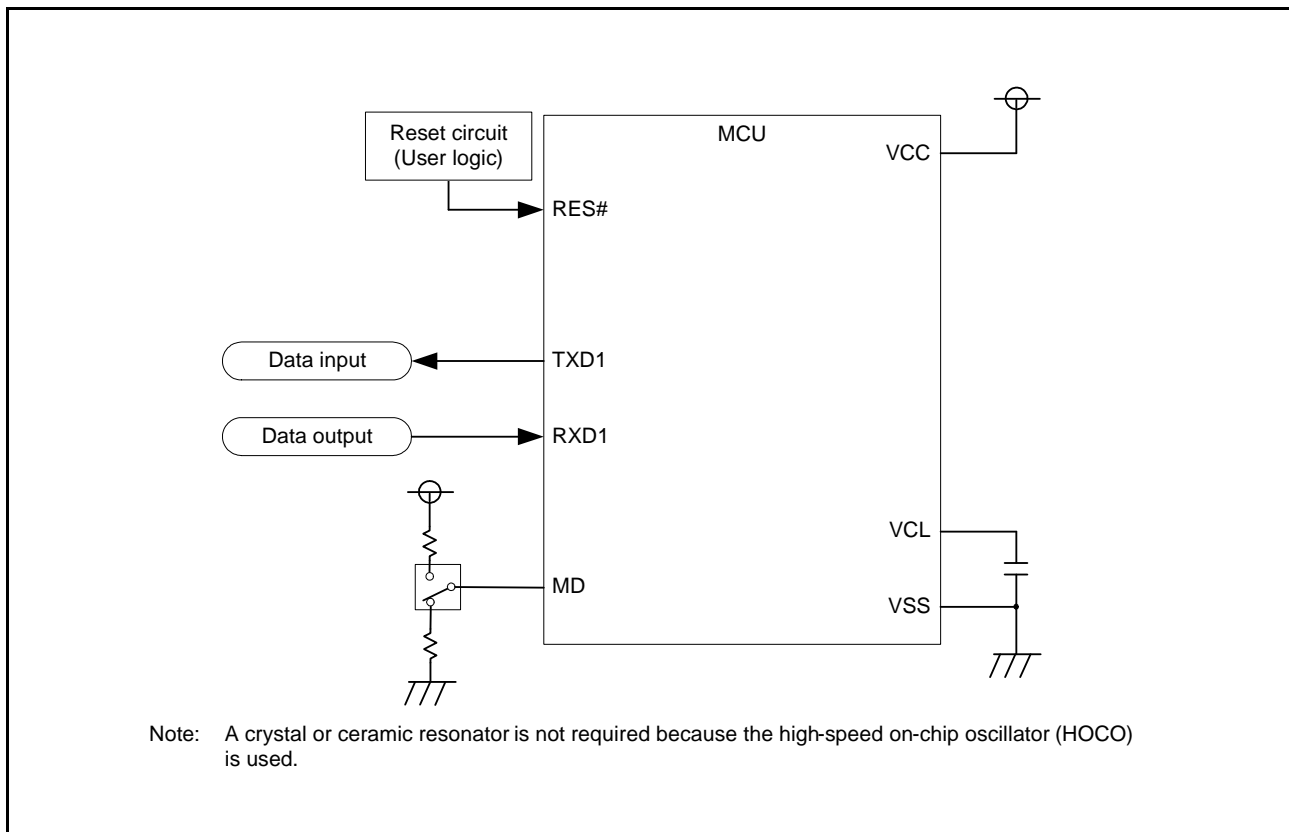 Reset circuit
(User logic)
MCU
VCC
RES#
Data input
TXD1
Data output
RXD1
VCL
MD
VSS
Note: A crystal or ceramic resonator is not required because the high-speed on-chip oscillator (HOCO)
is used.